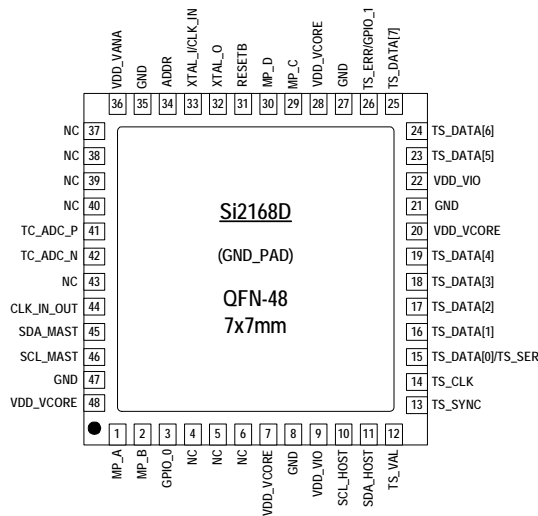 VDD_VANA
GND
ADDR
XTAL_I/CLK_IN
XTAL_O
RESETB
MP_D
MP_C
VDD_VCORE
GND
TS_ERR/GPIO_1
TS_DATA[7]
36 35 34 33 32 31 30 29 28 27 26 25
NC 37
NC 38
NC 39
NC 40
TC_ADC_P 41
TC_ADC_N 42
NC 43
CLK_IN_OUT 44
SDA_MAST 45
SCL_MAST 46
GND 47
VDD_VCORE 48
Si2168D
(GND_PAD)
QFN-48
7x7mm
24 TS_DATA[6]
23 TS_DATA[5]
22 VDD_VIO
21 GND
20 VDD_VCORE
19 TS_DATA[4]
18 TS_DATA[3]
17 TS_DATA[2]
16 TS_DATA[1]
15 TS_DATA[0]/TS_SER
14 TS_CLK
13 TS_SYNC
1 2 3 4 5 6 7 8 9 10 11 12
MP_A
MP_B
GPIO_0
NC
NC
NC
VDD_VCORE
GND
VDD_VIO
SCL_HOST
SDA_HOST
TS_VAL